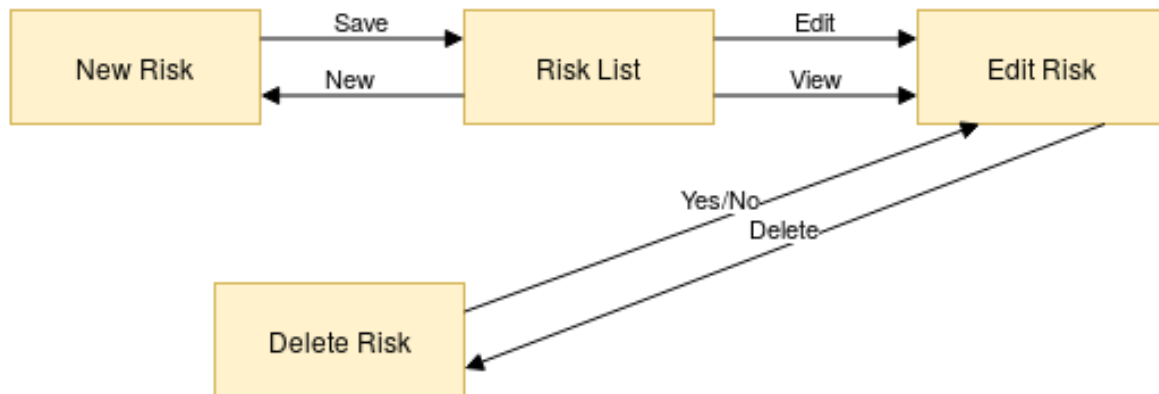 New Risk
Save
New
Risk List
Edit
View
Edit Risk
Yes/No
Delete
Delete Risk